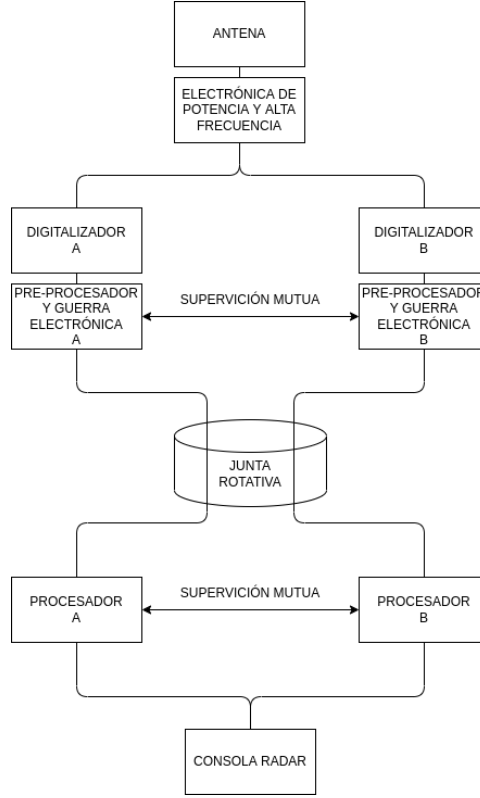 ANTENA
ELECTRÓNICA DE
POTENCIA Y ALTA
FRECUENCIA
DIGITALIZADOR
A
DIGITALIZADOR
B
PRE-PROCESADOR
Y GUERRA
ELECTRÓNICA
A
SUPERVICIÓN MUTUA
PRE-PROCESADOR
Y GUERRA
ELECTRÓNICA
B
JUNTA
ROTATIVA
PROCESADOR
A
SUPERVICIÓN MUTUA
PROCESADOR
B
CONSOLA RADAR